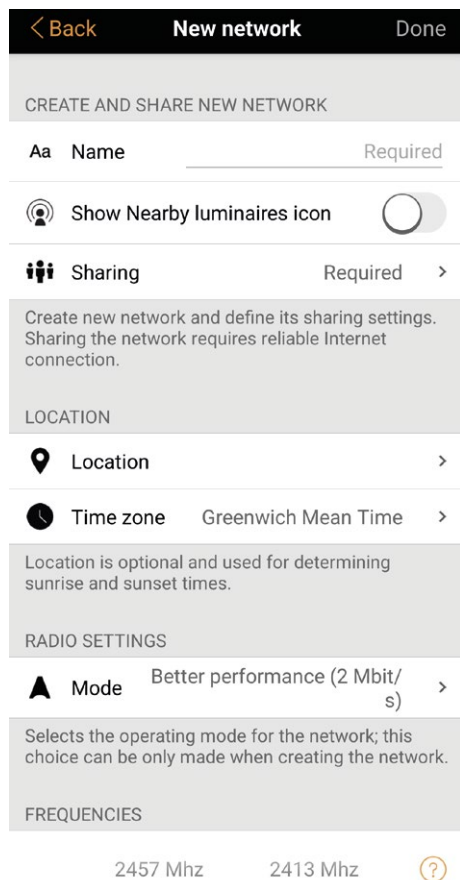 < Back New network Done
CREATE AND SHARE NEW NETWORK
Aa Name Required
Show Nearby luminaires icon
Sharing Required >
Create new network and define its sharing settings.
Sharing the network requires reliable Internet
connection.
LOCATION
Location >
Time zone Greenwich Mean Time >
Location is optional and used for determining
sunrise and sunset times.
RADIO SETTINGS
Mode Better performance (2 Mbit/
s) >
Selects the operating mode for the network; this
choice can be only made when creating the network.
FREQUENCIES
2457 Mhz 2413 Mhz ?